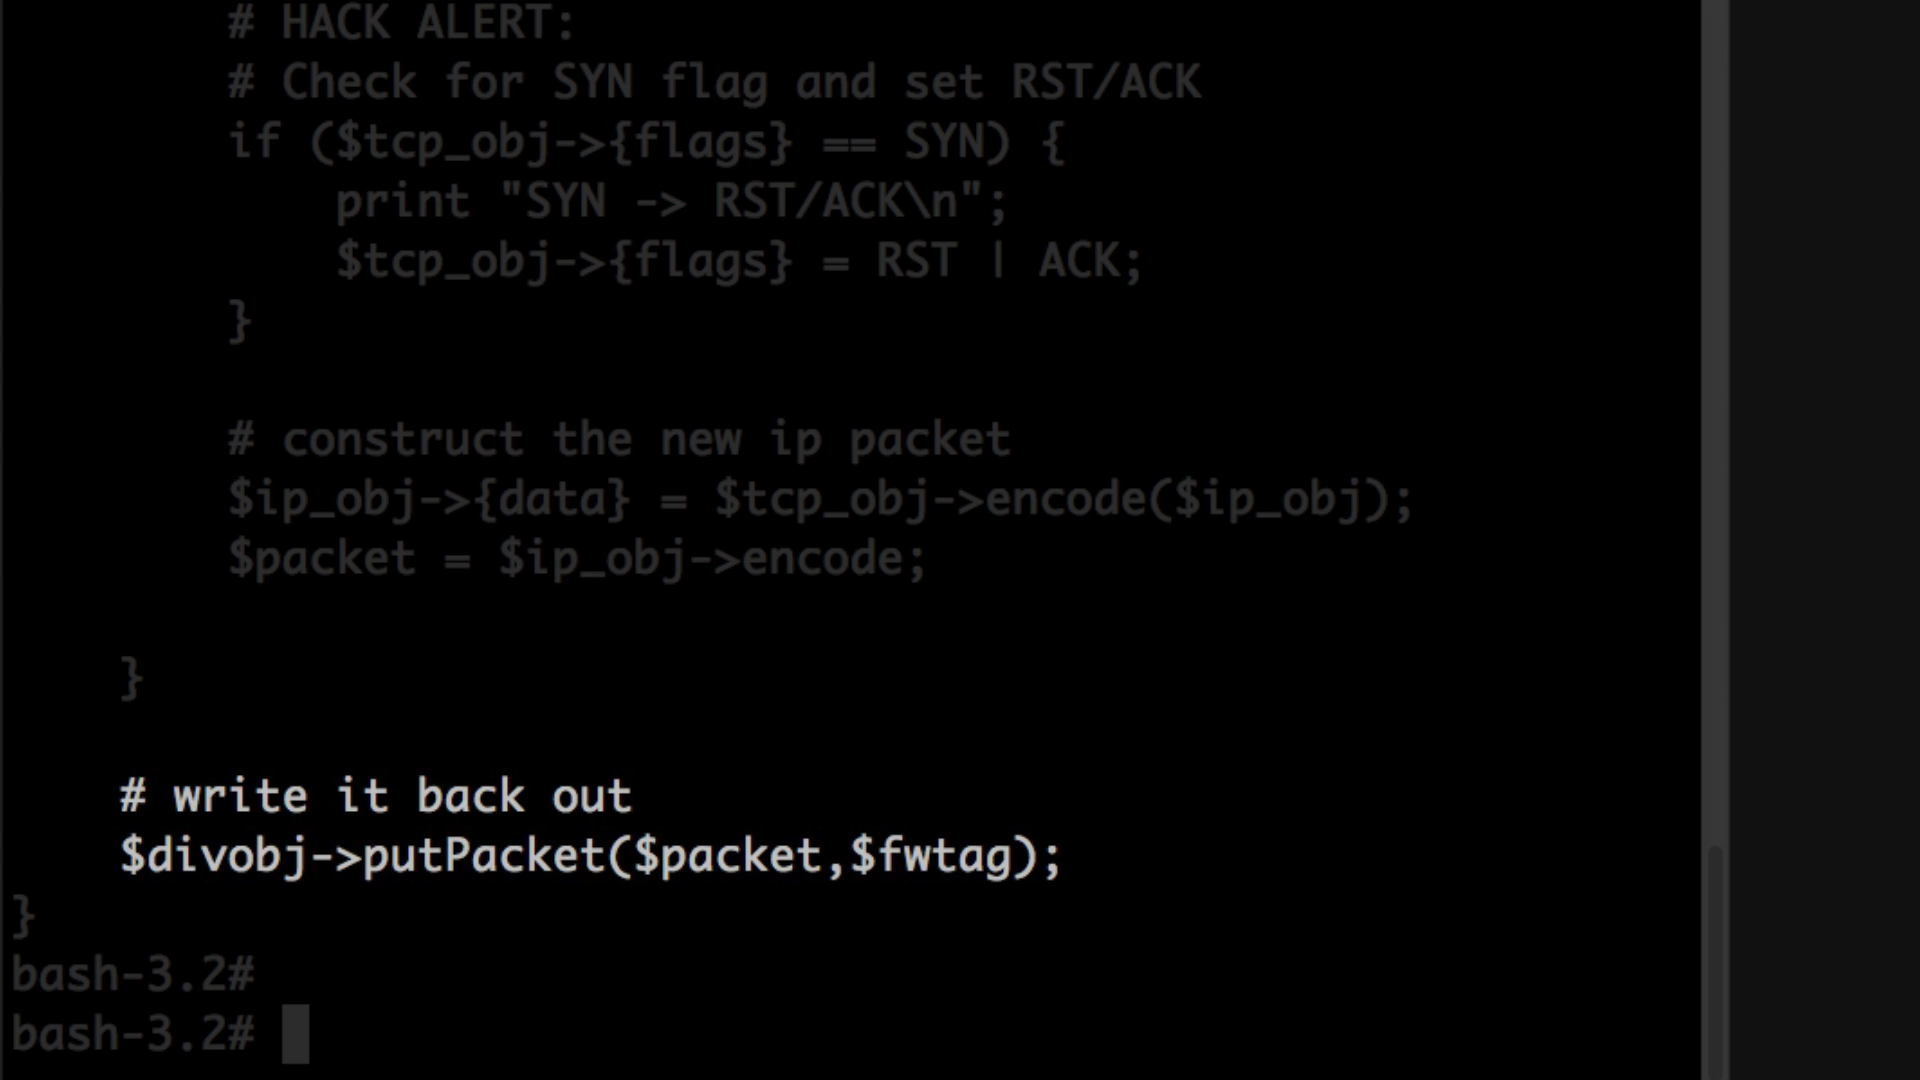 # HACK ALERT:
# Check for SYN flag and set RST/ACK
if ($tcp_obj->{flags} == SYN) {
print "SYN -> RST/ACK\n";
$tcp_obj->{flags} = RST | ACK;
}
# construct the new ip packet
$ip_obj->{data} = $tcp_obj->encode($ip_obj);
$packet = $ip_obj->encode;
}
# write it back out
$divobj->putPacket($packet,$fwtag);
}
bash-3.2#
bash-3.2#